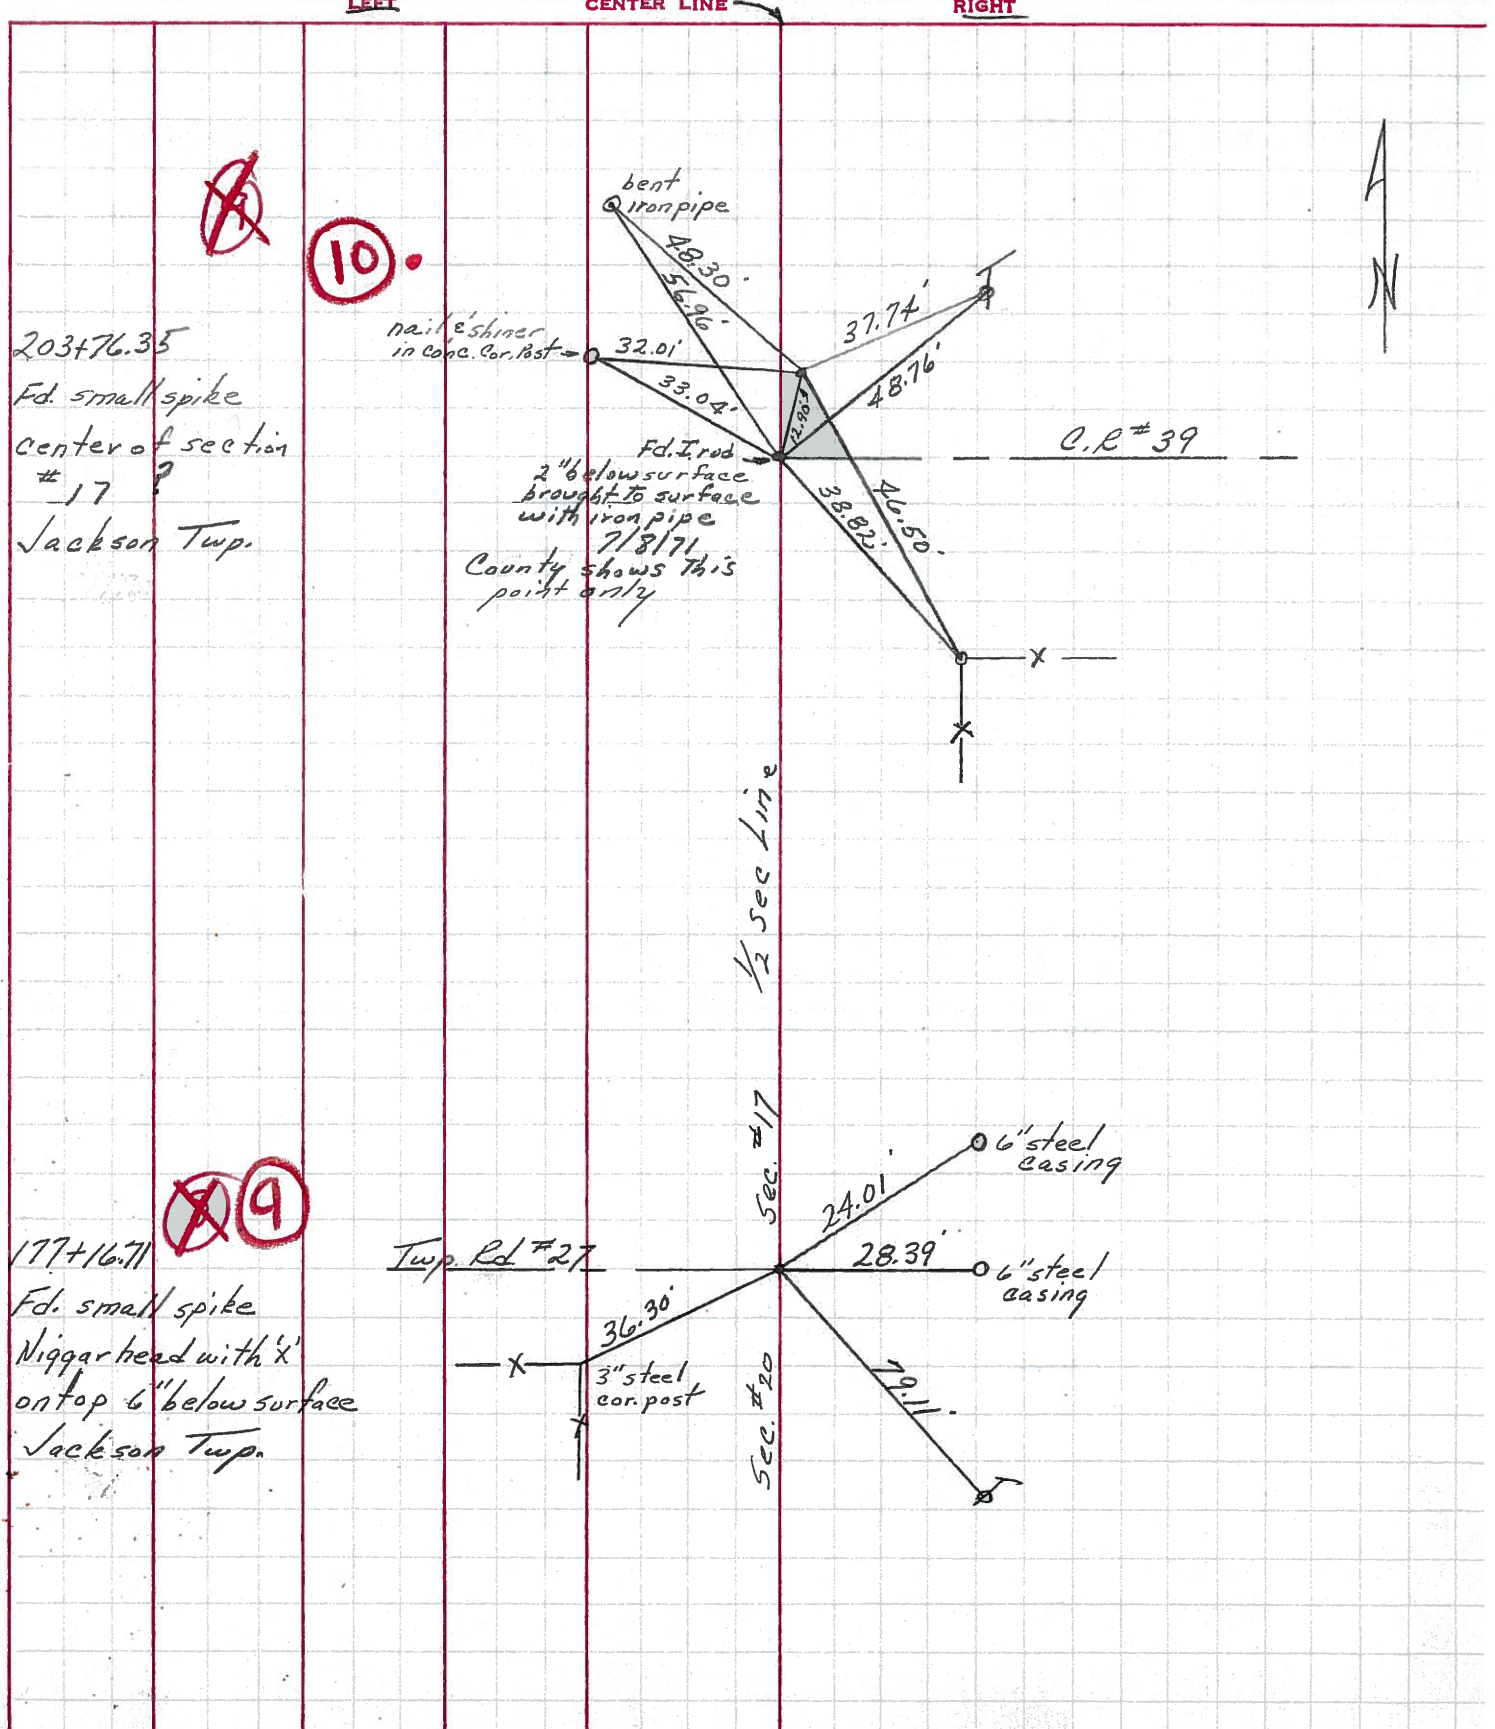 LEFT
CENTER LINE
RIGHT
10
bent
iron pipe
48.30'
56.96'
37.74'
48.76'
nail & shiner
in conc. Cor. Post
32.01'
33.04'
12.90'
203+76.35
Fd. small spike
center of section
#17 ?
Jackson Twp.
Fd. I. rod
2" below surface
brought to surface
with iron pipe
7/8/71
County shows This
point only
C.R #39
38.82'
46.50'
N
X
X
1/2 Sec Line
Sec. #17
9
177+16.71
Fd. small spike
Niggarhead with 'X'
on top 6" below surface
Jackson Twp.
Twp. Rd #27
24.01'
6" steel
casing
28.39'
6" steel
casing
36.30'
X
3" steel
cor. post
X
Sec. #20
79.11'